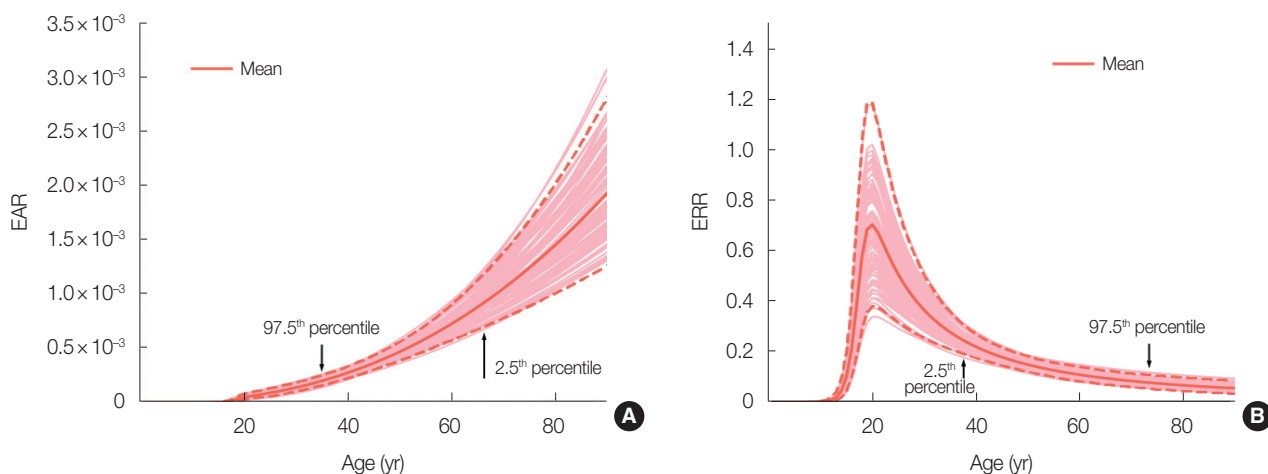 3.5 × 10⁻³
3.0 × 10⁻³
2.5 × 10⁻³
2.0 × 10⁻³
1.5 × 10⁻³
1.0 × 10⁻³
0.5 × 10⁻³
0
EAR
Mean
97.5th percentile
2.5th percentile
20
40
60
80
Age (yr)
A
1.4
1.2
1.0
0.8
0.6
0.4
0.2
0
ERR
Mean
97.5th percentile
2.5th
percentile
20
40
60
80
Age (yr)
B